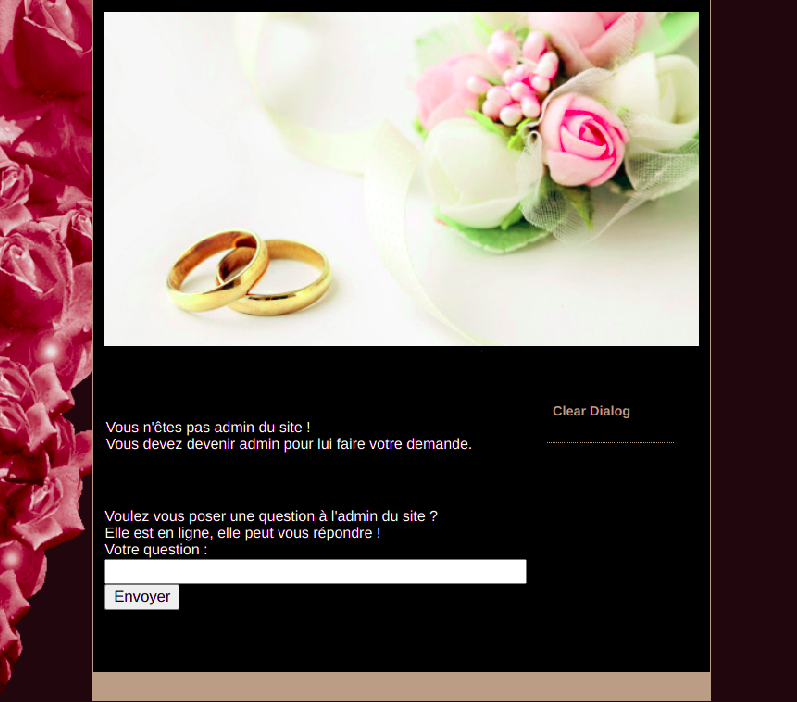 Clear Dialog
Vous n'êtes pas admin du site !
Vous devez devenir admin pour lui faire votre demande.
Voulez vous poser une question à l'admin du site ?
Elle est en ligne, elle peut vous répondre !
Votre question :
Envoyer